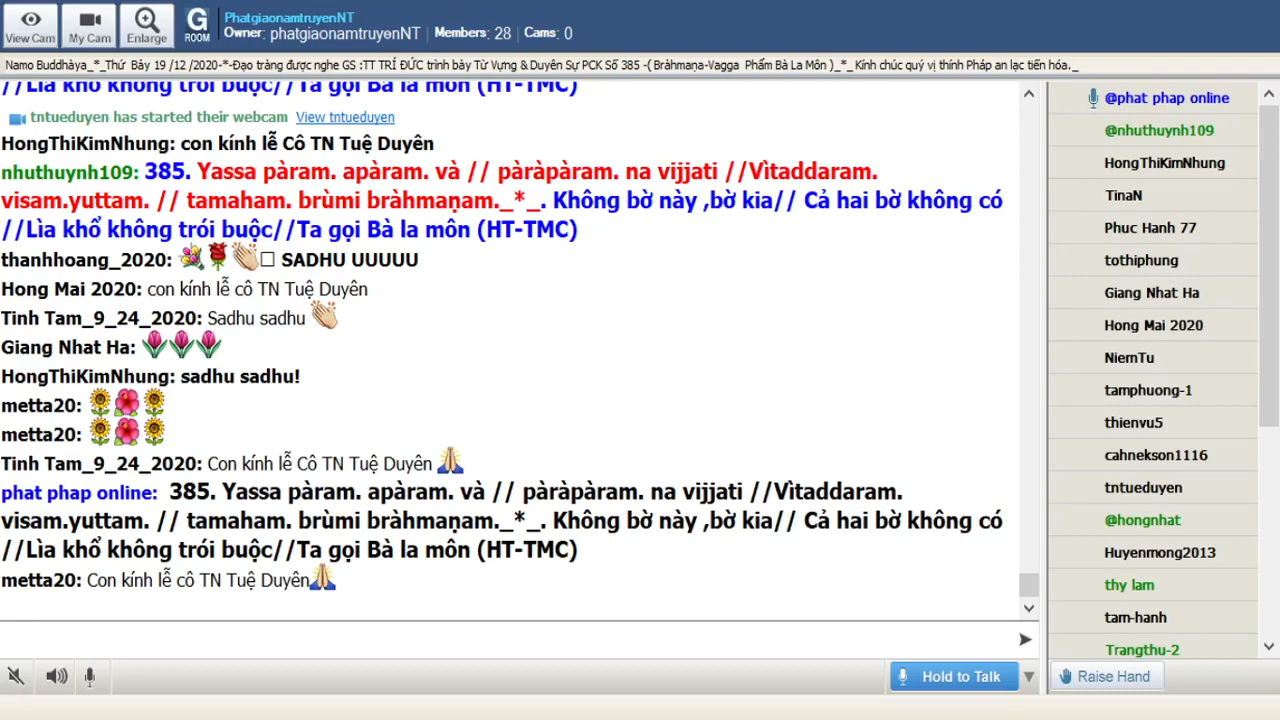 View Cam
My Cam
Enlarge
G
ROOM
PhatgiaonamtruyenNT
Owner: phatgiaonamtruyenNT | Members: 28 | Cams: 0
Namo Buddhàya_*_Thứ Bảy 19 /12 /2020-*-Đạo tràng được nghe GS :TT TRÍ ĐỨC trình bày Từ Vựng & Duyên Sự PCK Số 385 -( Bràhmaṇa-Vagga Phẩm Bà La Môn )_*_ Kính chúc quý vị thính Pháp an lạc tiến hóa._
//Lìa khổ không trói buộc//Ta gọi Bà la môn (HT-TMC)
tntueduyen has started their webcam View tntueduyen
HongThiKimNhung: con kính lễ Cô TN Tuệ Duyên
nhuthuynh109: 385. Yassa pàram. apàram. và // pàràpàram. na vijjati //Vìtaddaram.
visam.yuttam. // tamaham. brùmi bràhmaṇam._*_. Không bờ này ,bờ kia// Cả hai bờ không có
//Lìa khổ không trói buộc//Ta gọi Bà la môn (HT-TMC)
thanhhoang_2020: 💐🌹👏□ SADHU UUUUU
Hong Mai 2020: con kính lễ cô TN Tuệ Duyên
Tinh Tam_9_24_2020: Sadhu sadhu 👏
Giang Nhat Ha: 🌷🌷🌷
HongThiKimNhung: sadhu sadhu!
metta20: 🌻🌺🌻
metta20: 🌻🌺🌻
Tinh Tam_9_24_2020: Con kính lễ Cô TN Tuệ Duyên 🙏
phat phap online: 385. Yassa pàram. apàram. và // pàràpàram. na vijjati //Vìtaddaram.
visam.yuttam. // tamaham. brùmi bràhmaṇam._*_. Không bờ này ,bờ kia// Cả hai bờ không có
//Lìa khổ không trói buộc//Ta gọi Bà la môn (HT-TMC)
metta20: Con kính lễ cô TN Tuệ Duyên🙏
Hold to Talk
@phat phap online
@nhuthuynh109
HongThiKimNhung
TinaN
Phuc Hanh 77
tothiphung
Giang Nhat Ha
Hong Mai 2020
NiemTu
tamphuong-1
thienvu5
cahnekson1116
tntueduyen
@hongnhat
Huyenmong2013
thy lam
tam-hanh
Trangthu-2
Raise Hand